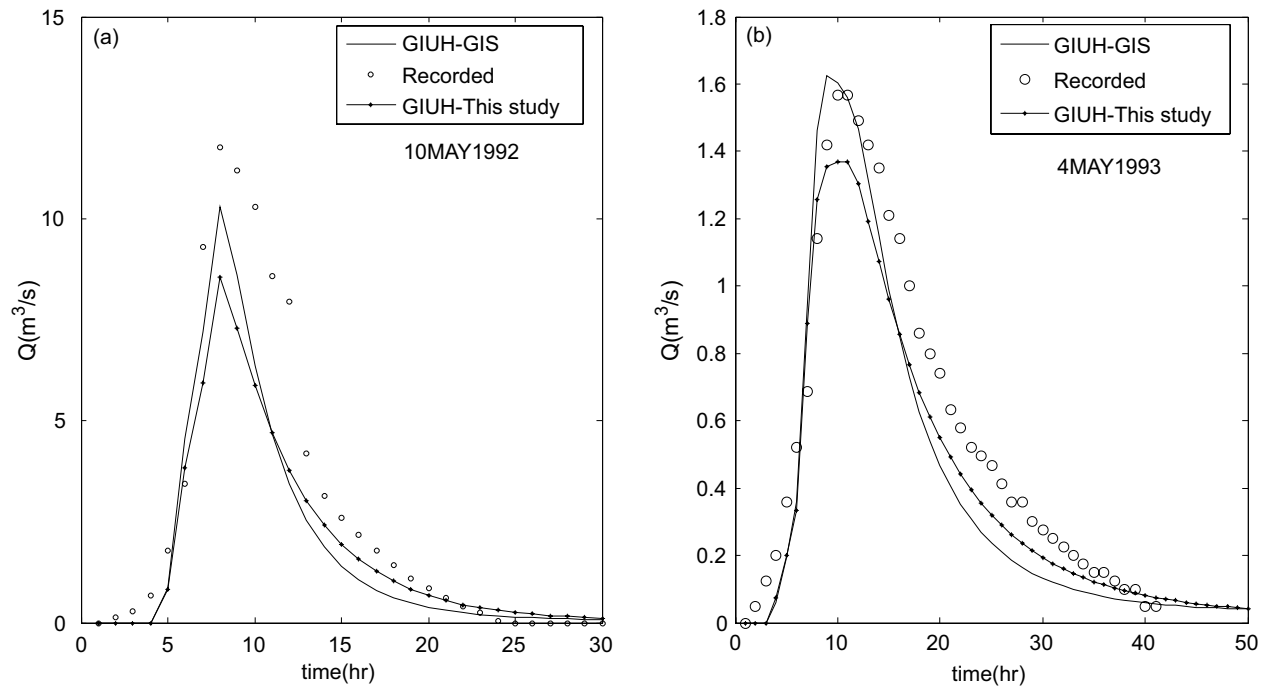 (a)
GIUH-GIS
Recorded
GIUH-This study
10MAY1992
15
10
5
0
Q(m³/s)
0 5 10 15 20 25 30
time(hr)
(b)
GIUH-GIS
Recorded
GIUH-This study
4MAY1993
1.8
1.6
1.4
1.2
1
0.8
0.6
0.4
0.2
0
Q(m³/s)
0 10 20 30 40 50
time(hr)